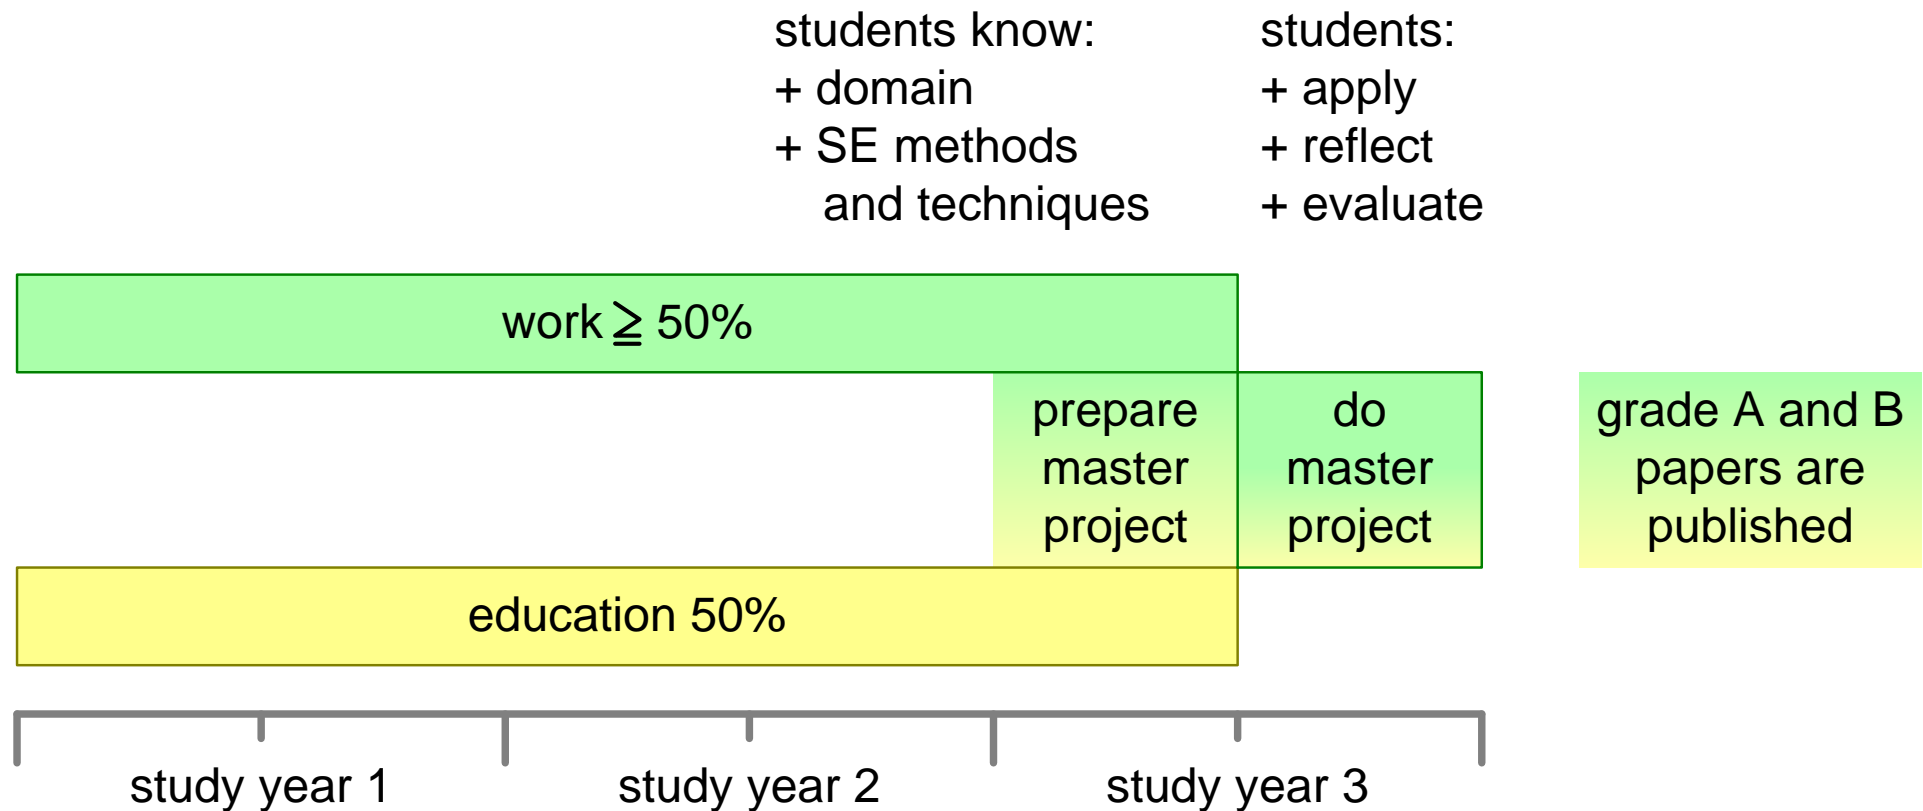 students know:
+ domain
+ SE methods
and techniques
students:
+ apply
+ reflect
+ evaluate
work ≧ 50%
prepare
master
project
do
master
project
grade A and B
papers are
published
education 50%
study year 1
study year 2
study year 3